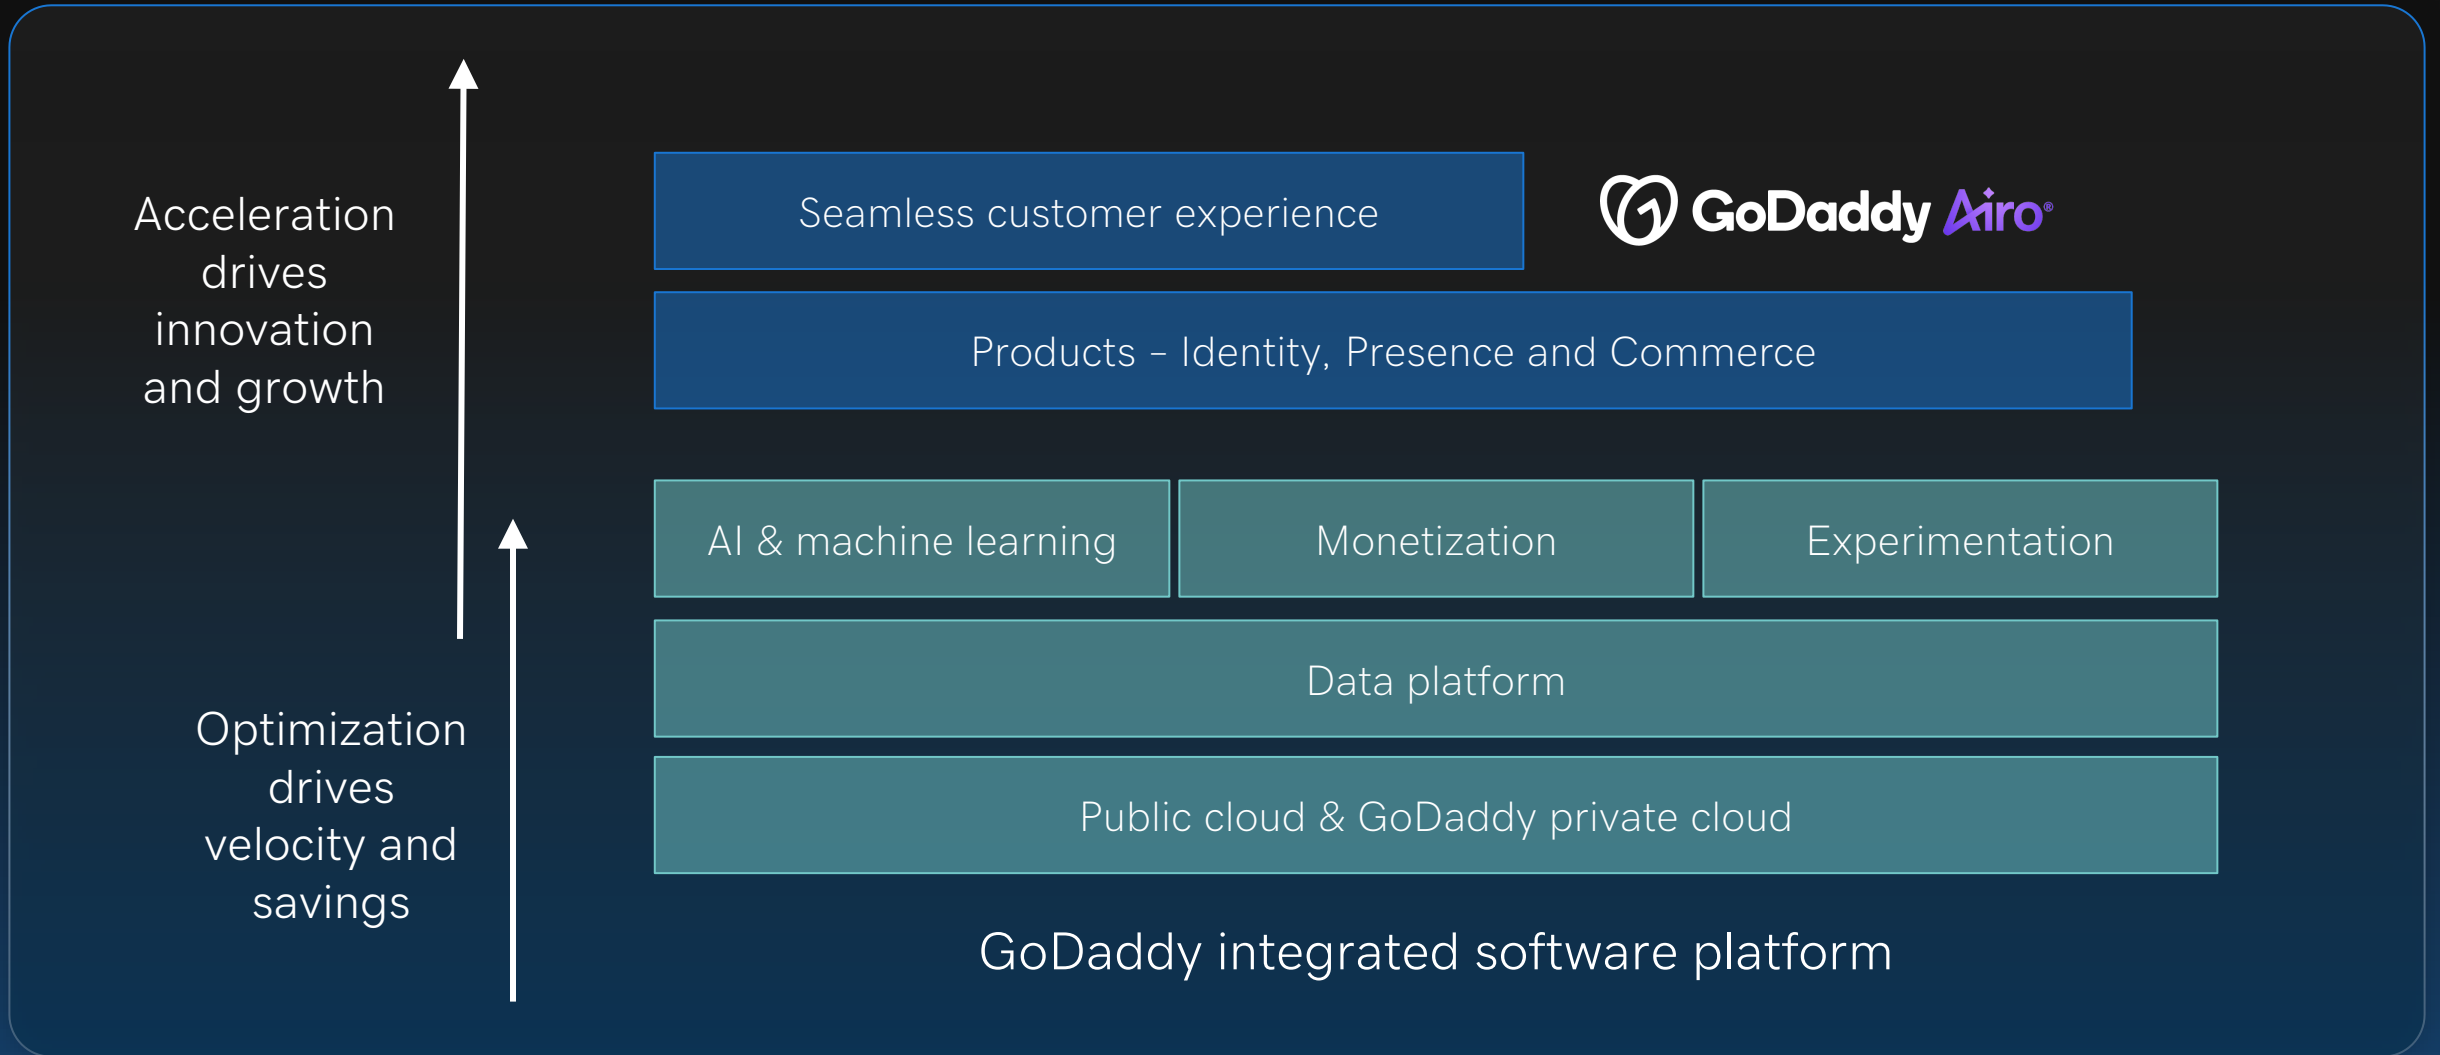 Acceleration
drives
innovation
and growth
Seamless customer experience
GoDaddy Airo®
Products – Identity, Presence and Commerce
AI & machine learning
Monetization
Experimentation
Data platform
Optimization
drives
velocity and
savings
Public cloud & GoDaddy private cloud
GoDaddy integrated software platform